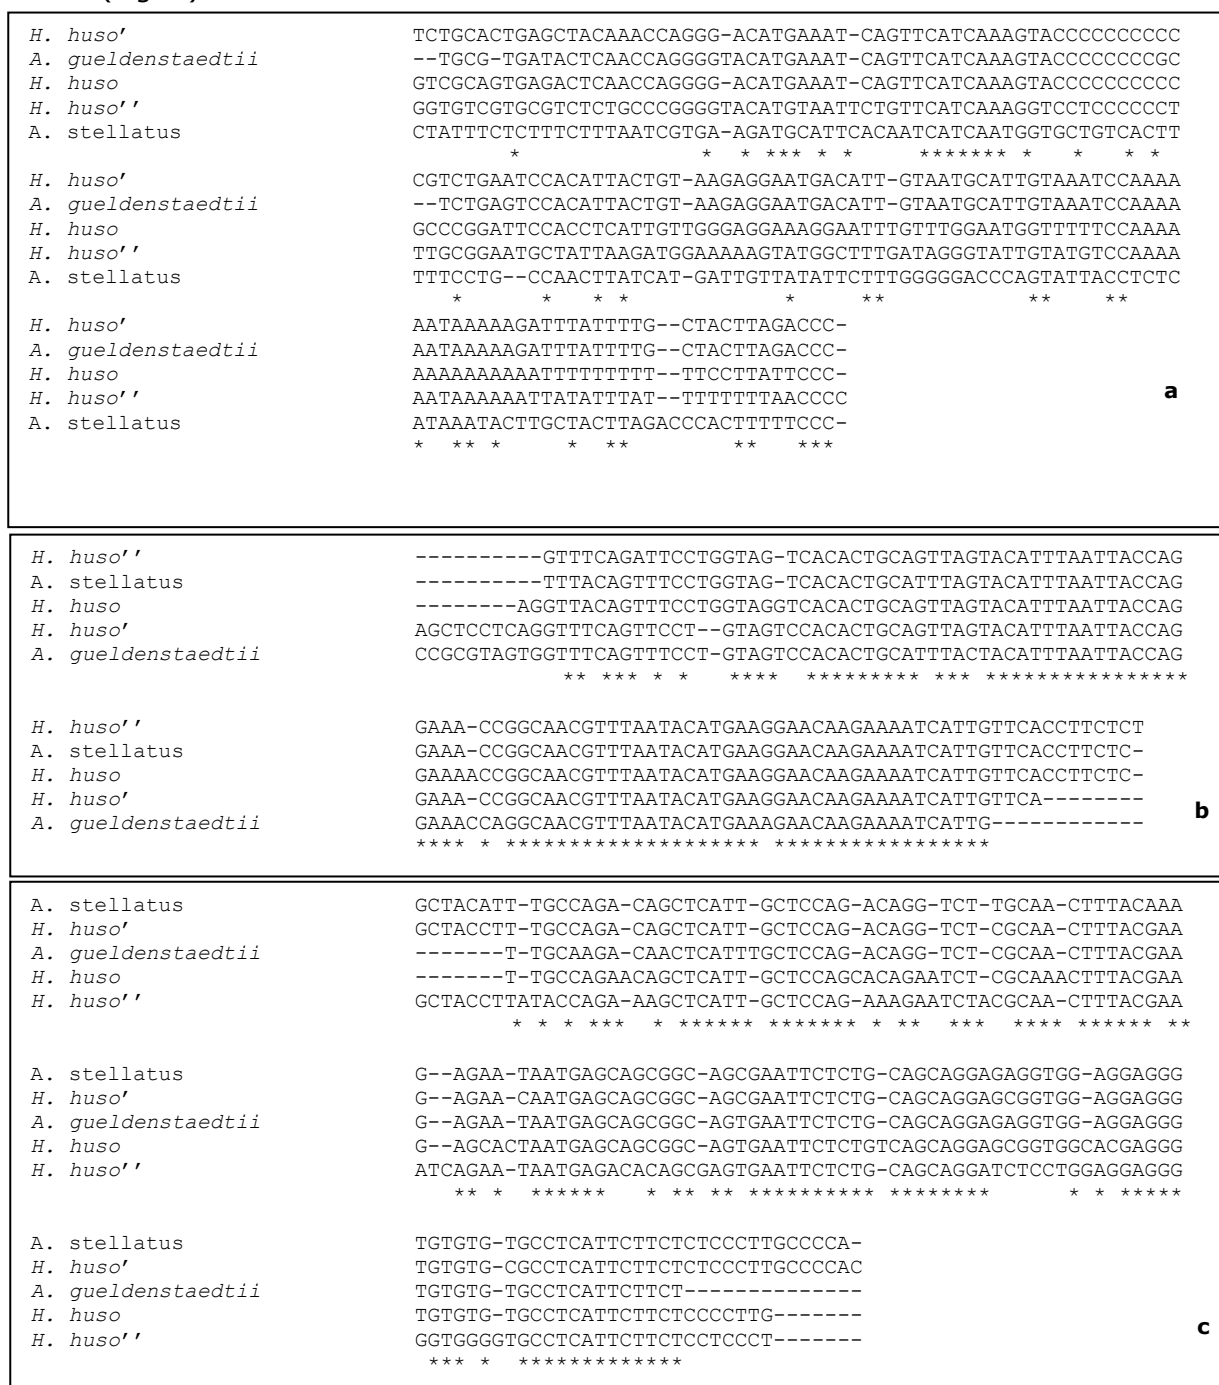 H. huso' TCTGCACTGAGCTACAAACCAGGG-ACATGAAAT-CAGTTCATCAAAGTACCCCCCCCCC
A. gueldenstaedtii --TGCG-TGATACTCAACCAGGGGTACATGAAAT-CAGTTCATCAAAGTACCCCCCCCGC
H. huso GTCGCAGTGAGACTCAACCAGGGG-ACATGAAAT-CAGTTCATCAAAGTACCCCCCCCCC
H. huso'' GGTGTCGTGCGTCTCTGCCCGGGGTACATGTAATTCTGTTCATCAAAGGTCCTCCCCCCT
A. stellatus CTATTTCTCTTTCTTTAATCGTGA-AGATGCATTCACAATCATCAATGGTGCTGTCACTT
* * * *** * * ******* * * * *
H. huso' CGTCTGAATCCACATTACTGT-AAGAGGAATGACATT-GTAATGCATTGTAAATCCAAAA
A. gueldenstaedtii --TCTGAGTCCACATTACTGT-AAGAGGAATGACATT-GTAATGCATTGTAAATCCAAAA
H. huso GCCCGGATTCCACCTCATTGTTGGGAGGAAAGGAATTTGTTTGGAATGGTTTTTCCAAAA
H. huso'' TTGCGGAATGCTATTAAGATGGAAAAAGTATGGCTTTGATAGGGTATTGTATGTCCAAAA
A. stellatus TTTCCTG--CCAACTTATCAT-GATTGTTATATTCTTTGGGGGACCCAGTATTACCTCTC
* * * * * ** ** **
H. huso' AATAAAAAGATTTATTTTG--CTACTTAGACCC-
A. gueldenstaedtii AATAAAAAGATTTATTTTG--CTACTTAGACCC-
H. huso AAAAAAAAAATTTTTTTTT--TTCCTTATTCCC-
H. huso'' AATAAAAAATTATATTTAT--TTTTTTTAACCCC
A. stellatus ATAAATACTTGCTACTTAGACCCACTTTTTCCC-
* ** * * ** ** ***
a
H. huso'' ----------GTTTCAGATTCCTGGTAG-TCACACTGCAGTTAGTACATTTAATTACCAG
A. stellatus ----------TTTACAGTTTCCTGGTAG-TCACACTGCATTTAGTACATTTAATTACCAG
H. huso --------AGGTTACAGTTTCCTGGTAGGTCACACTGCAGTTAGTACATTTAATTACCAG
H. huso' AGCTCCTCAGGTTTCAGTTCCT--GTAGTCCACACTGCAGTTAGTACATTTAATTACCAG
A. gueldenstaedtii CCGCGTAGTGGTTTCAGTTTCCT-GTAGTCCACACTGCATTTACTACATTTAATTACCAG
** *** * * **** ********* *** ****************
H. huso'' GAAA-CCGGCAACGTTTAATACATGAAGGAACAAGAAAATCATTGTTCACCTTCTCT
A. stellatus GAAA-CCGGCAACGTTTAATACATGAAGGAACAAGAAAATCATTGTTCACCTTCTC-
H. huso GAAAACCGGCAACGTTTAATACATGAAGGAACAAGAAAATCATTGTTCACCTTCTC-
H. huso' GAAA-CCGGCAACGTTTAATACATGAAGGAACAAGAAAATCATTGTTCA--------
A. gueldenstaedtii GAAACCAGGCAACGTTTAATACATGAAAGAACAAGAAAATCATTG------------
**** * ******************** *****************
b
A. stellatus GCTACATT-TGCCAGA-CAGCTCATT-GCTCCAG-ACAGG-TCT-TGCAA-CTTTACAAA
H. huso' GCTACCTT-TGCCAGA-CAGCTCATT-GCTCCAG-ACAGG-TCT-CGCAA-CTTTACGAA
A. gueldenstaedtii -------T-TGCAAGA-CAACTCATTTGCTCCAG-ACAGG-TCT-CGCAA-CTTTACGAA
H. huso -------T-TGCCAGAACAGCTCATT-GCTCCAGCACAGAATCT-CGCAAACTTTACGAA
H. huso'' GCTACCTTATACCAGA-AAGCTCATT-GCTCCAG-AAAGAATCTACGCAA-CTTTACGAA
* * * *** * ****** ******* * ** *** **** ****** **
A. stellatus G--AGAA-TAATGAGCAGCGGC-AGCGAATTCTCTG-CAGCAGGAGAGGTGG-AGGAGGG
H. huso' G--AGAA-CAATGAGCAGCGGC-AGCGAATTCTCTG-CAGCAGGAGCGGTGG-AGGAGGG
A. gueldenstaedtii G--AGAA-TAATGAGCAGCGGC-AGTGAATTCTCTG-CAGCAGGAGAGGTGG-AGGAGGG
H. huso G--AGCACTAATGAGCAGCGGC-AGTGAATTCTCTGTCAGCAGGAGCGGTGGCACGAGGG
H. huso'' ATCAGAA-TAATGAGACACAGCGAGTGAATTCTCTG-CAGCAGGATCTCCTGGAGGAGGG
** * ****** * ** ** ********** ******** * * *****
A. stellatus TGTGTG-TGCCTCATTCTTCTCTCCCTTGCCCCA-
H. huso' TGTGTG-CGCCTCATTCTTCTCTCCCTTGCCCCAC
A. gueldenstaedtii TGTGTG-TGCCTCATTCTTCT--------------
H. huso TGTGTG-TGCCTCATTCTTCTCTCCCCTTG-------
H. huso'' GGTGGGGTGCCTCATTCTTCTCCTCCCT-------
*** * *************
c